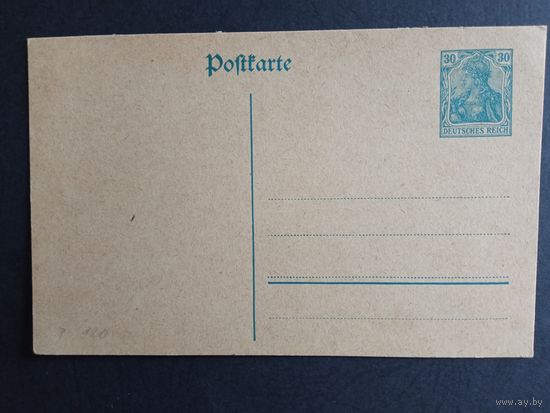 Postkarte
30 30
DEUTSCHES REICH
www.ay.by